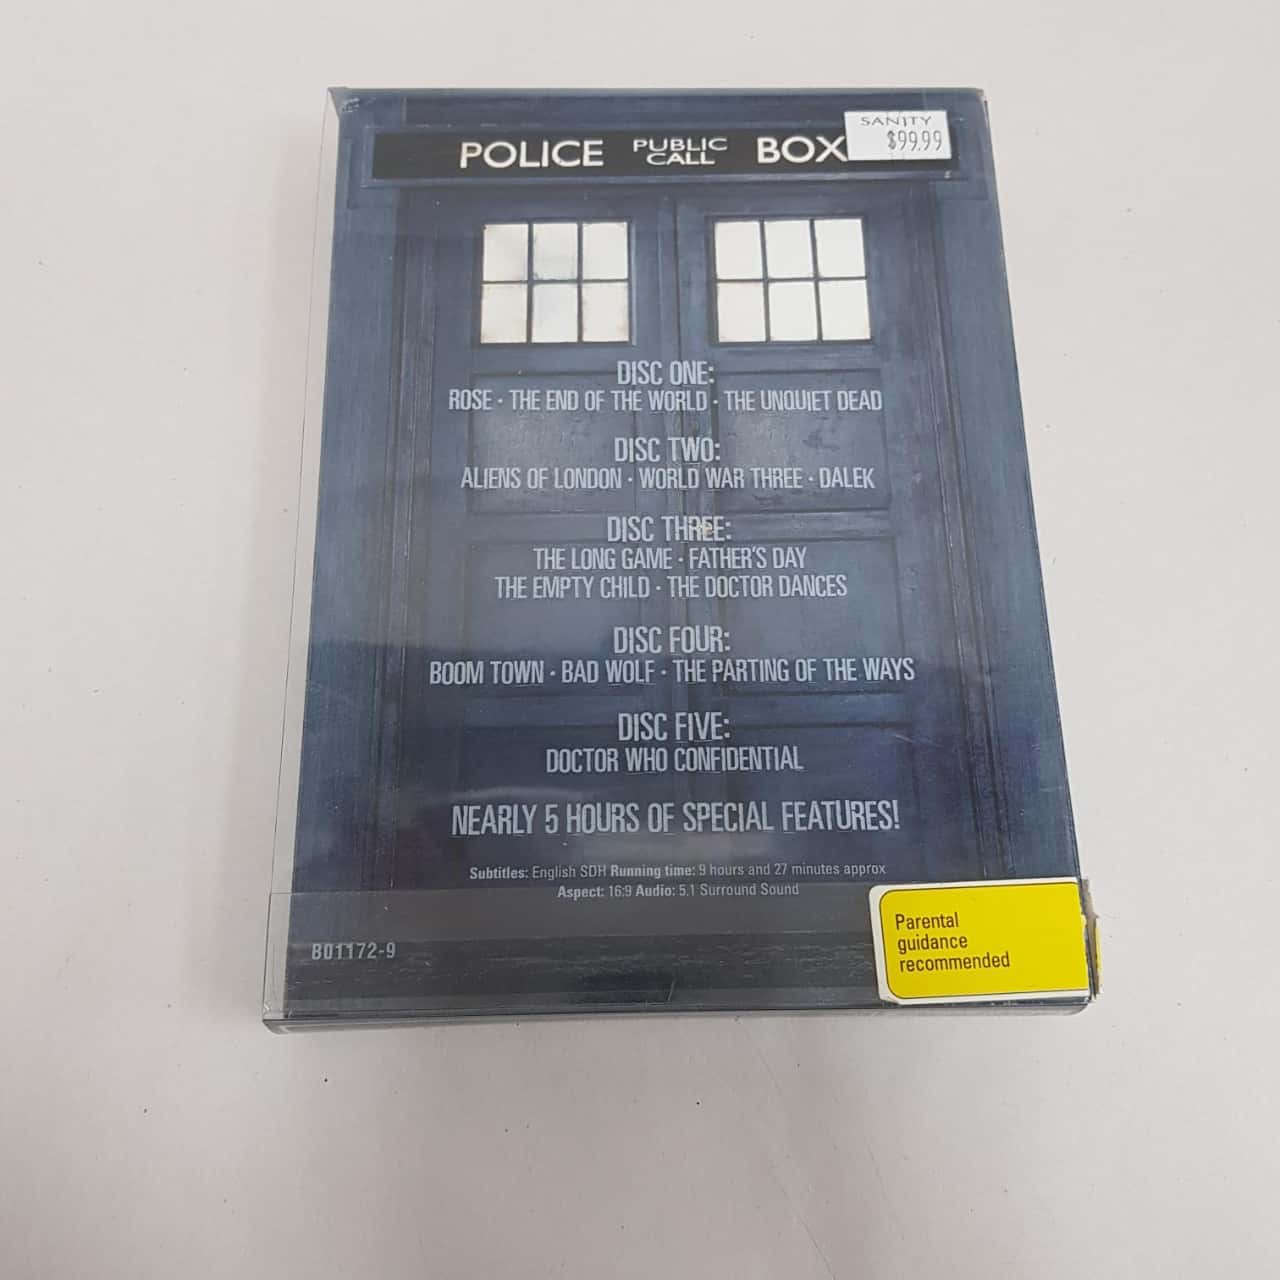 SANITY
$99.99
POLICE PUBLIC CALL BOX
DISC ONE:
ROSE · THE END OF THE WORLD · THE UNQUIET DEAD
DISC TWO:
ALIENS OF LONDON · WORLD WAR THREE · DALEK
DISC THREE:
THE LONG GAME · FATHER'S DAY
THE EMPTY CHILD · THE DOCTOR DANCES
DISC FOUR:
BOOM TOWN · BAD WOLF · THE PARTING OF THE WAYS
DISC FIVE:
DOCTOR WHO CONFIDENTIAL
NEARLY 5 HOURS OF SPECIAL FEATURES!
Subtitles: English SDH Running time: 9 hours and 27 minutes approx
Aspect: 16:9 Audio: 5.1 Surround Sound
Parental
guidance
recommended
B01172-9